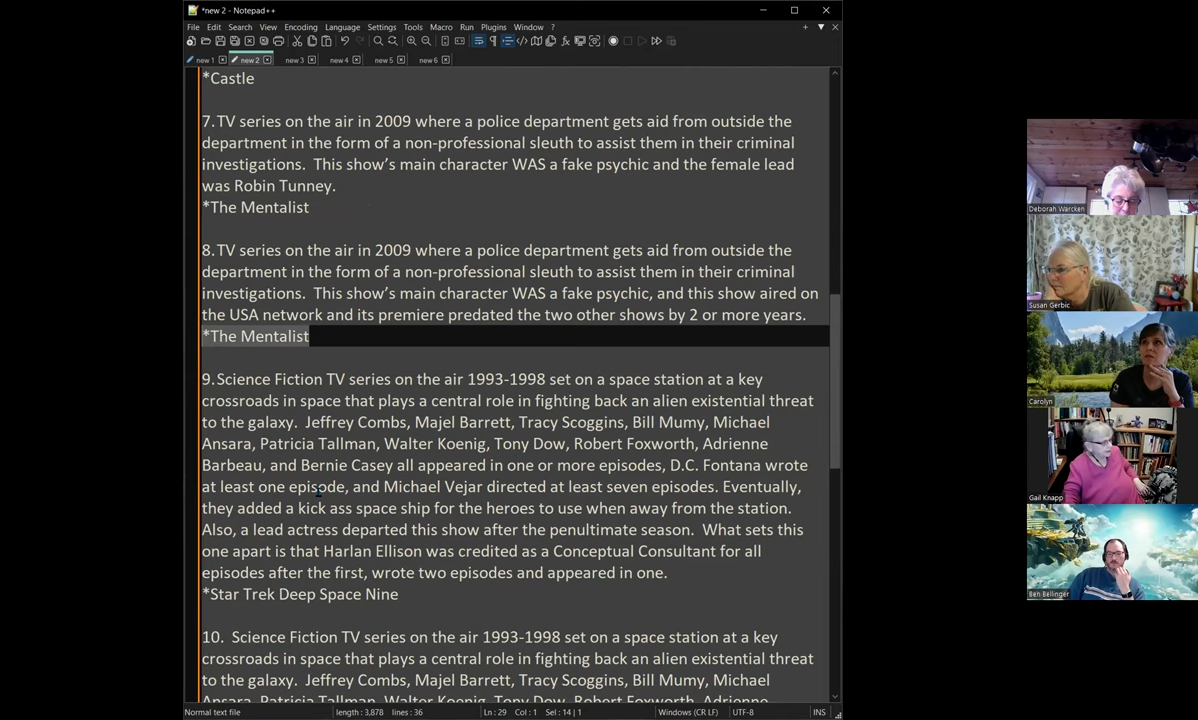 *new 2 - Notepad++
File Edit Search View Encoding Language Settings Tools Macro Run Plugins Window ?
new 1 new 2 new 3 new 4 new 5 new 6
*Castle
7. TV series on the air in 2009 where a police department gets aid from outside the
department in the form of a non-professional sleuth to assist them in their criminal
investigations.  This show's main character WAS a fake psychic and the female lead
was Robin Tunney.
*The Mentalist
8. TV series on the air in 2009 where a police department gets aid from outside the
department in the form of a non-professional sleuth to assist them in their criminal
investigations.  This show's main character WAS a fake psychic, and this show aired on
the USA network and its premiere predated the two other shows by 2 or more years.
*The Mentalist
9. Science Fiction TV series on the air 1993-1998 set on a space station at a key
crossroads in space that plays a central role in fighting back an alien existential threat
to the galaxy.  Jeffrey Combs, Majel Barrett, Tracy Scoggins, Bill Mumy, Michael
Ansara, Patricia Tallman, Walter Koenig, Tony Dow, Robert Foxworth, Adrienne
Barbeau, and Bernie Casey all appeared in one or more episodes, D.C. Fontana wrote
at least one episode, and Michael Vejar directed at least seven episodes. Eventually,
they added a kick ass space ship for the heroes to use when away from the station.
Also, a lead actress departed this show after the penultimate season.  What sets this
one apart is that Harlan Ellison was credited as a Conceptual Consultant for all
episodes after the first, wrote two episodes and appeared in one.
*Star Trek Deep Space Nine
10.  Science Fiction TV series on the air 1993-1998 set on a space station at a key
crossroads in space that plays a central role in fighting back an alien existential threat
to the galaxy.  Jeffrey Combs, Majel Barrett, Tracy Scoggins, Bill Mumy, Michael
Ansara, Patricia Tallman, Walter Koenig, Tony Dow, Robert Foxworth, Adrienne
Normal text file length : 3,878 lines : 36 Ln : 29 Col : 1 Sel : 14 | 1 Windows (CR LF) UTF-8 INS
Deborah Warcken
Susan Gerbic
Carolyn
Gail Knapp
Ben Bellinger